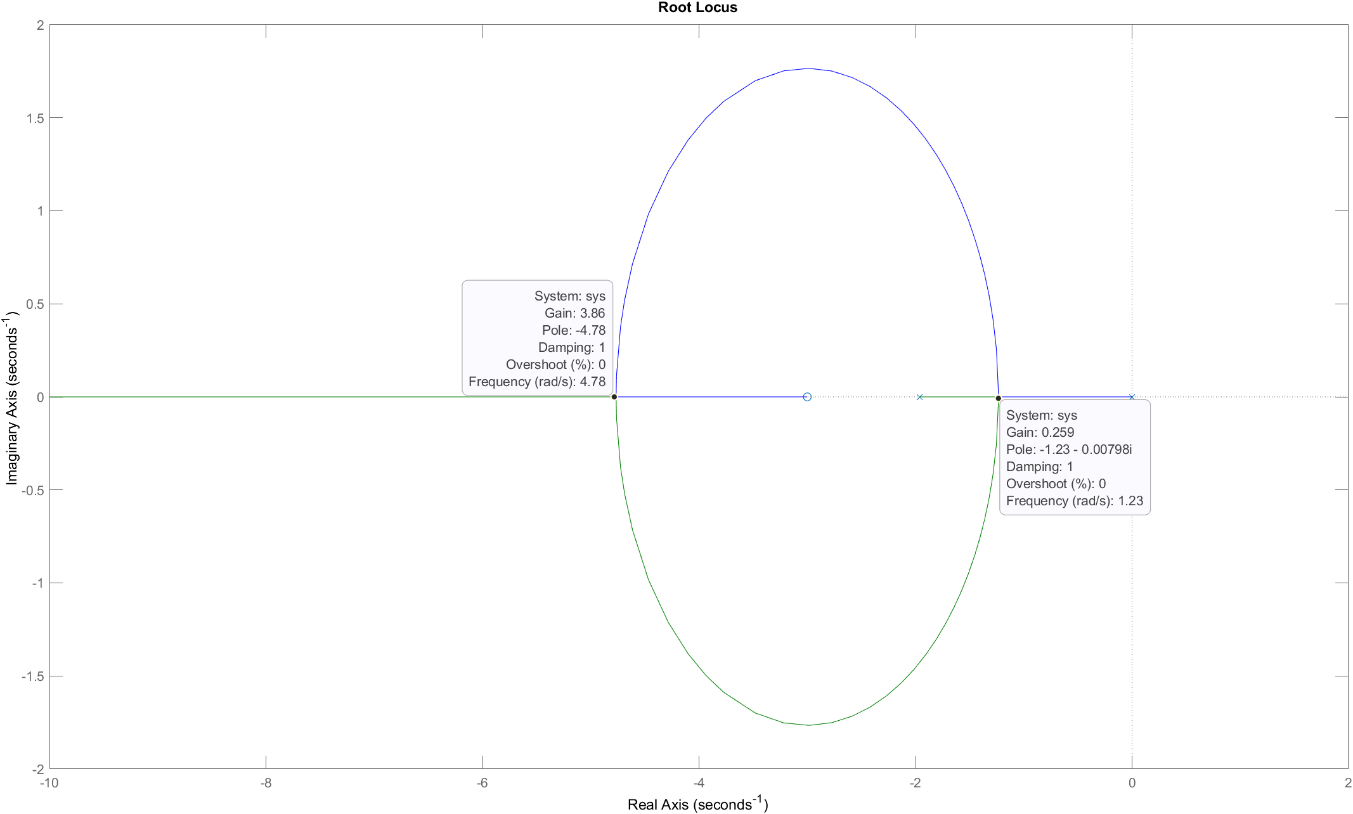 Root Locus
2
1.5
1
0.5
0
-0.5
-1
-1.5
-2
Imaginary Axis (seconds⁻¹)
System: sys
Gain: 3.86
Pole: -4.78
Damping: 1
Overshoot (%): 0
Frequency (rad/s): 4.78
System: sys
Gain: 0.259
Pole: -1.23 - 0.00798i
Damping: 1
Overshoot (%): 0
Frequency (rad/s): 1.23
-10
-8
-6
-4
-2
0
2
Real Axis (seconds⁻¹)